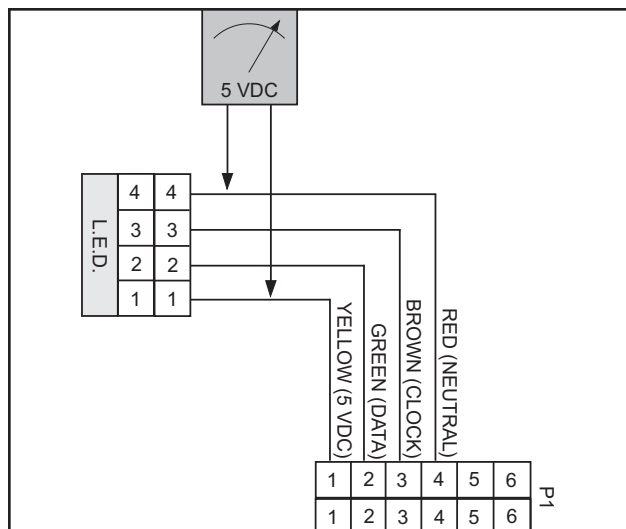 5 VDC
L.E.D.
4 4
3 3
2 2
1 1
YELLOW (5 VDC)
GREEN (DATA)
BROWN (CLOCK)
RED (NEUTRAL)
1 2 3 4 5 6
1 2 3 4 5 6
P1